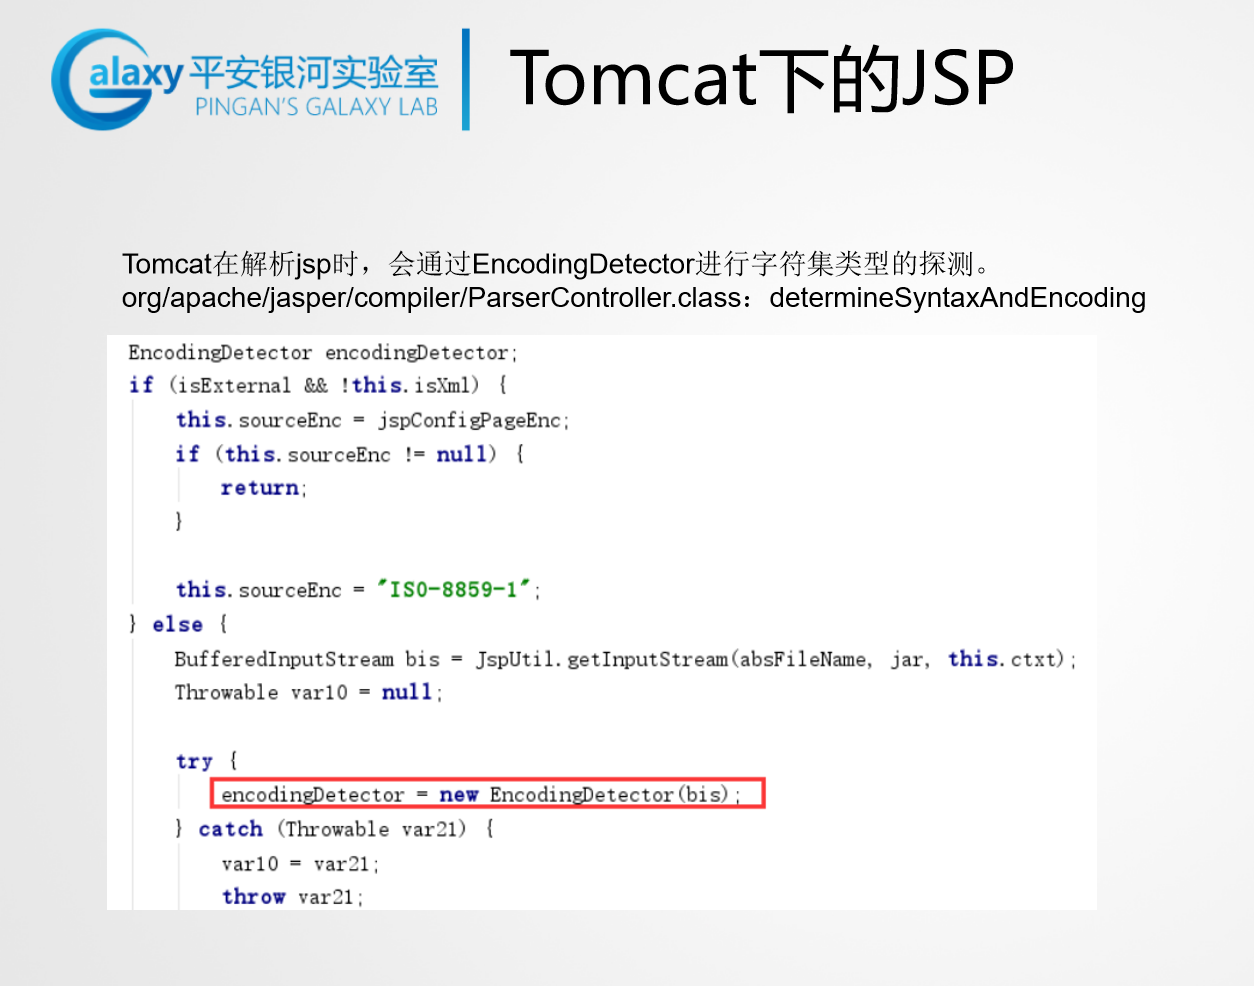 Galaxy 平安银河实验室
PINGAN'S GALAXY LAB
Tomcat下的JSP
Tomcat在解析jsp时，会通过EncodingDetector进行字符集类型的探测。
org/apache/jasper/compiler/ParserController.class：determineSyntaxAndEncoding
EncodingDetector encodingDetector;
if (isExternal && !this.isXml) {
this.sourceEnc = jspConfigPageEnc;
if (this.sourceEnc != null) {
return;
}
this.sourceEnc = "ISO-8859-1";
} else {
BufferedInputStream bis = JspUtil.getInputStream(absFileName, jar, this.ctxt);
Throwable var10 = null;
try {
encodingDetector = new EncodingDetector(bis);
} catch (Throwable var21) {
var10 = var21;
throw var21;